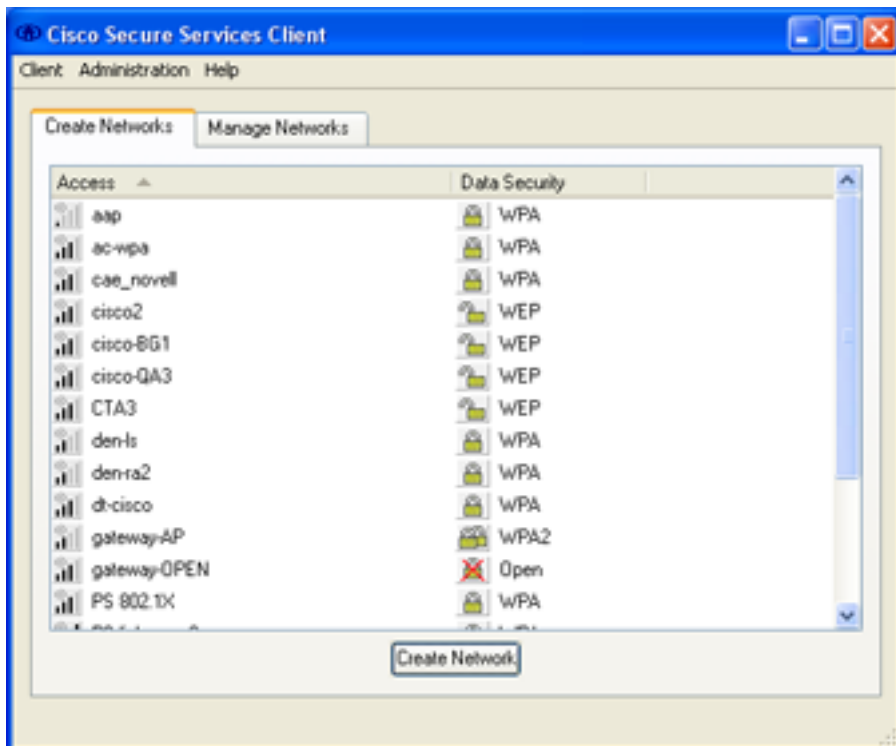 Cisco Secure Services Client
Client Administration Help
Create Networks Manage Networks
Access Data Security
aap WPA
ac-wpa WPA
cae_novell WPA
cisco2 WEP
cisco-BG1 WEP
cisco-QA3 WEP
CTA3 WEP
den-ls WPA
den-ra2 WPA
dt-cisco WPA
gateway-AP WPA2
gateway-OPEN Open
PS 802.1X WPA
Create Network